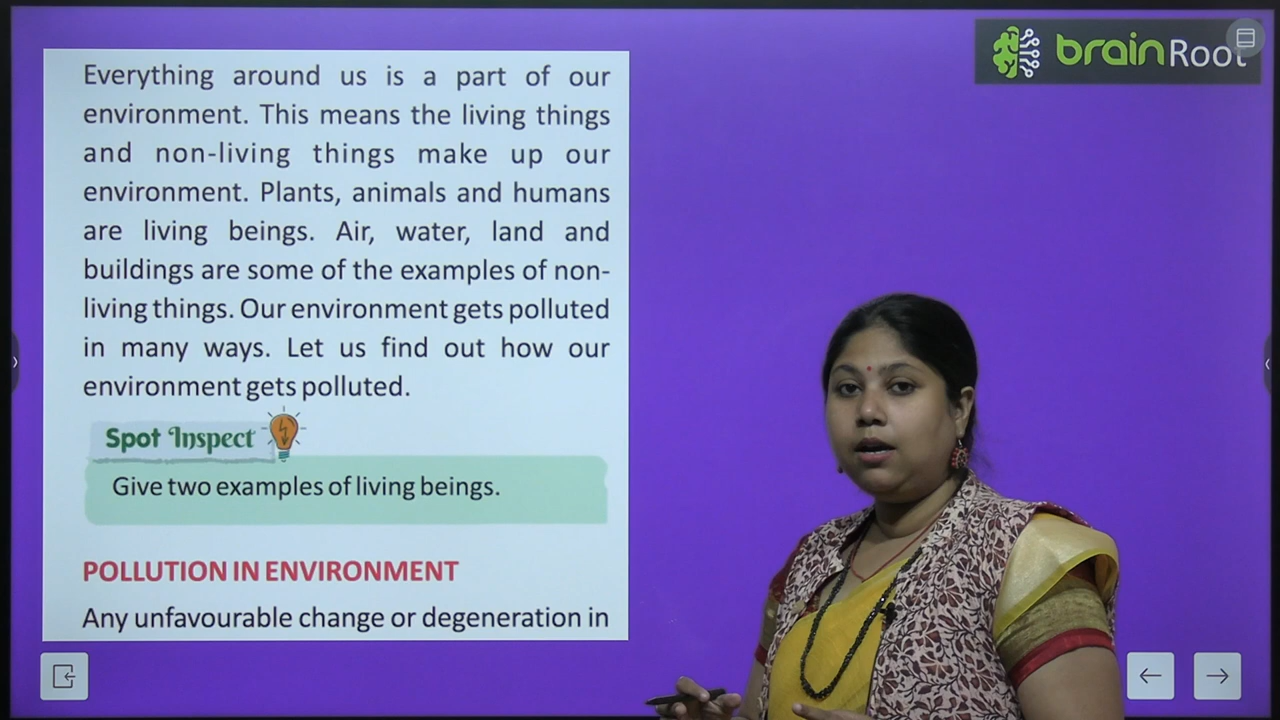 brainRoot
Everything around us is a part of our
environment. This means the living things
and non-living things make up our
environment. Plants, animals and humans
are living beings. Air, water, land and
buildings are some of the examples of non-
living things. Our environment gets polluted
in many ways. Let us find out how our
environment gets polluted.
Spot Inspect
Give two examples of living beings.
POLLUTION IN ENVIRONMENT
Any unfavourable change or degeneration in